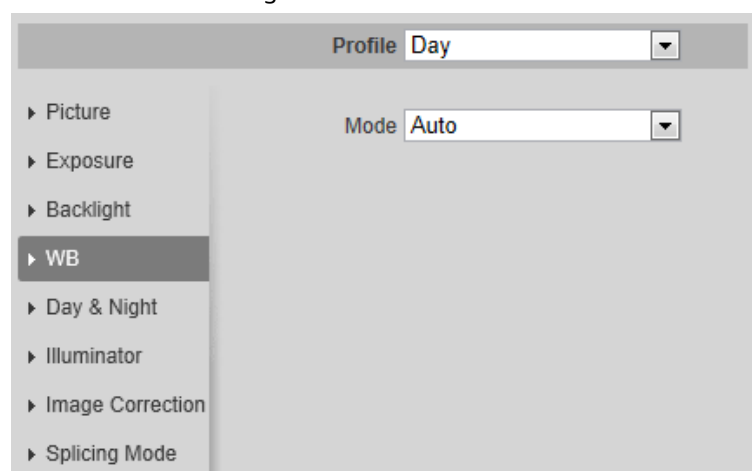 Profile Day
Picture
Mode Auto
Exposure
Backlight
WB
Day & Night
Illuminator
Image Correction
Splicing Mode